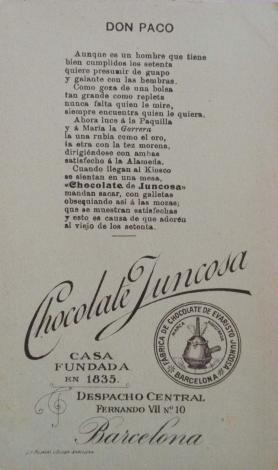 DON PACO
Aunque es un hombre que tiene
bien cumplidos los setenta
quiere presumir de guapo
y galante con las hembras.
Como goza de una bolsa
tan grande como repleta
nunca falta quien le mire,
siempre encuentra quien le quiera.
Ahora luce á la Paquilla
y á María la Gorrera
la una rubia como el oro,
la otra con la tez morena,
dirigiéndose con ambas
satisfecho á la Alameda.
Cuando llegan al Kiosco
se sientan en una mesa,
«Chocolate de Juncosa»
mandan sacar, con galletas
obsequiando así á las mozas;
que se muestran satisfechas
y esto es causa de que adorén
al viejo de los setenta.
Chocolate Juncosa
FÁBRICA DE CHOCOLATE DE EVARISTO JUNCOSA
BARCELONA
MARCA
CASA
FUNDADA
EN 1835.
DESPACHO CENTRAL
FERNANDO VII Nº 10
Barcelona